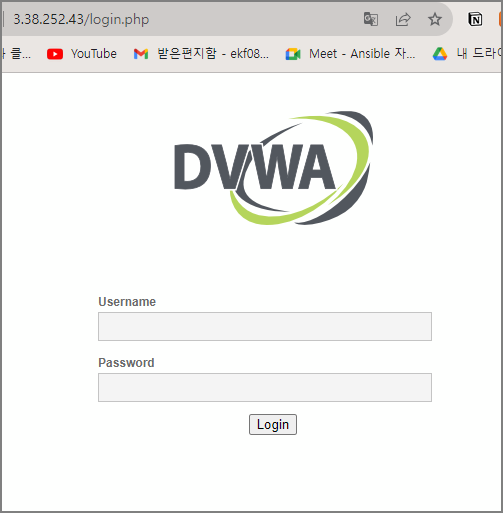 3.38.252.43/login.php
YouTube
받은편지함 - ekf08...
Meet - Ansible 자...
내 드라이
DVWA
Username
Password
Login